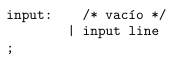 input:    /* vacío */
        | input line
;